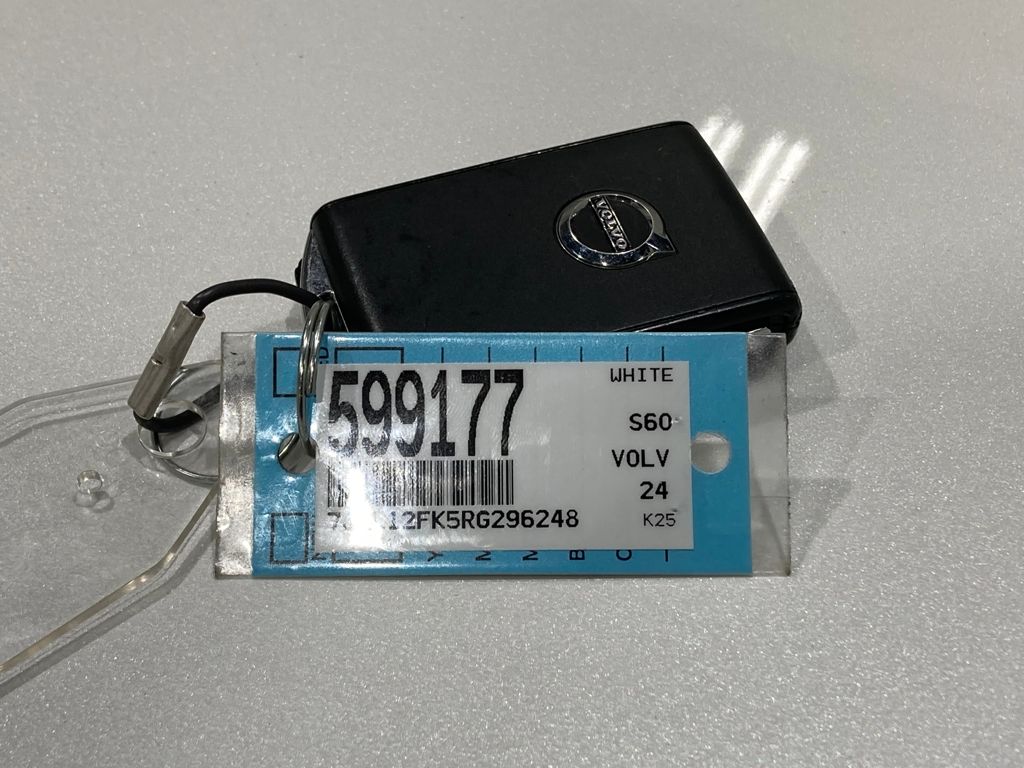 VOLVO
599177
WHITE
S60
VOLV
24
12FK5RG296248
K25